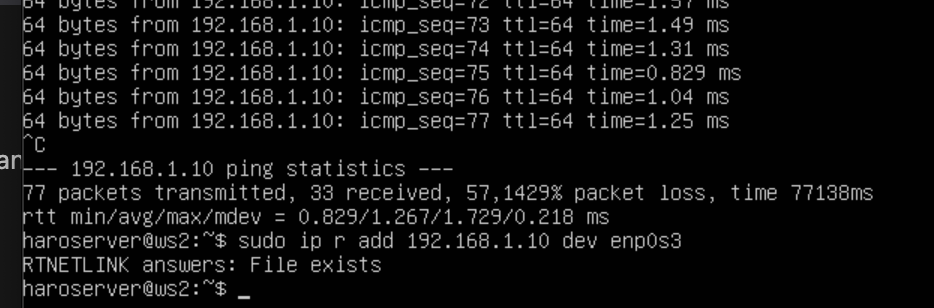 64 bytes from 192.168.1.10: icmp_seq=72 ttl=64 time=1.57 ms
64 bytes from 192.168.1.10: icmp_seq=73 ttl=64 time=1.49 ms
64 bytes from 192.168.1.10: icmp_seq=74 ttl=64 time=1.31 ms
64 bytes from 192.168.1.10: icmp_seq=75 ttl=64 time=0.829 ms
64 bytes from 192.168.1.10: icmp_seq=76 ttl=64 time=1.04 ms
64 bytes from 192.168.1.10: icmp_seq=77 ttl=64 time=1.25 ms
^C
an
--- 192.168.1.10 ping statistics ---
77 packets transmitted, 33 received, 57,1429% packet loss, time 77138ms
rtt min/avg/max/mdev = 0.829/1.267/1.729/0.218 ms
haroserver@ws2:~$ sudo ip r add 192.168.1.10 dev enp0s3
RTNETLINK answers: File exists
haroserver@ws2:~$ _